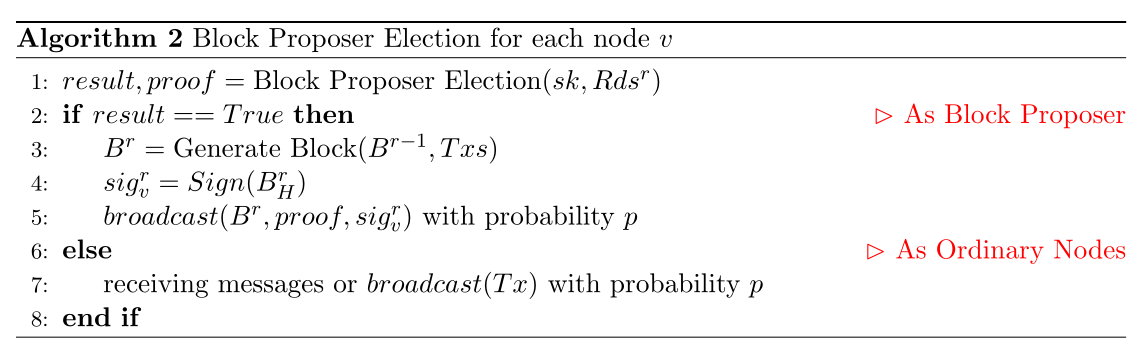 Algorithm 2 Block Proposer Election for each node v
1: result, proof = Block Proposer Election(sk, Rds^r)
2: if result == True then ▷ As Block Proposer
3: B^r = Generate Block(B^{r−1}, Txs)
4: sig_v^r = Sign(B_H^r)
5: broadcast(B^r, proof, sig_v^r) with probability p
6: else ▷ As Ordinary Nodes
7: receiving messages or broadcast(Tx) with probability p
8: end if